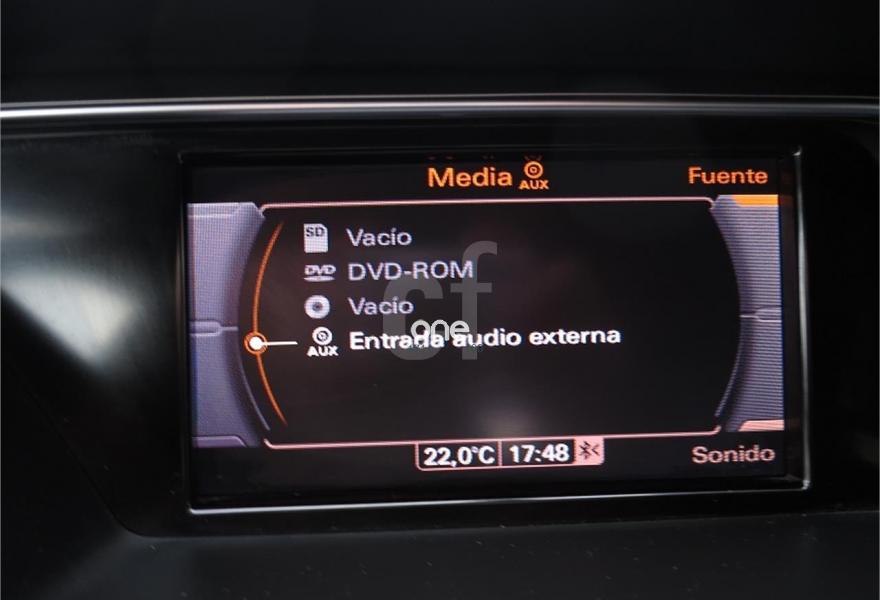 Media AUX Fuente
SD Vacío
DVD DVD-ROM
Vacío
AUX Entrada audio externa
cf
one
22,0°C 17:48
Sonido